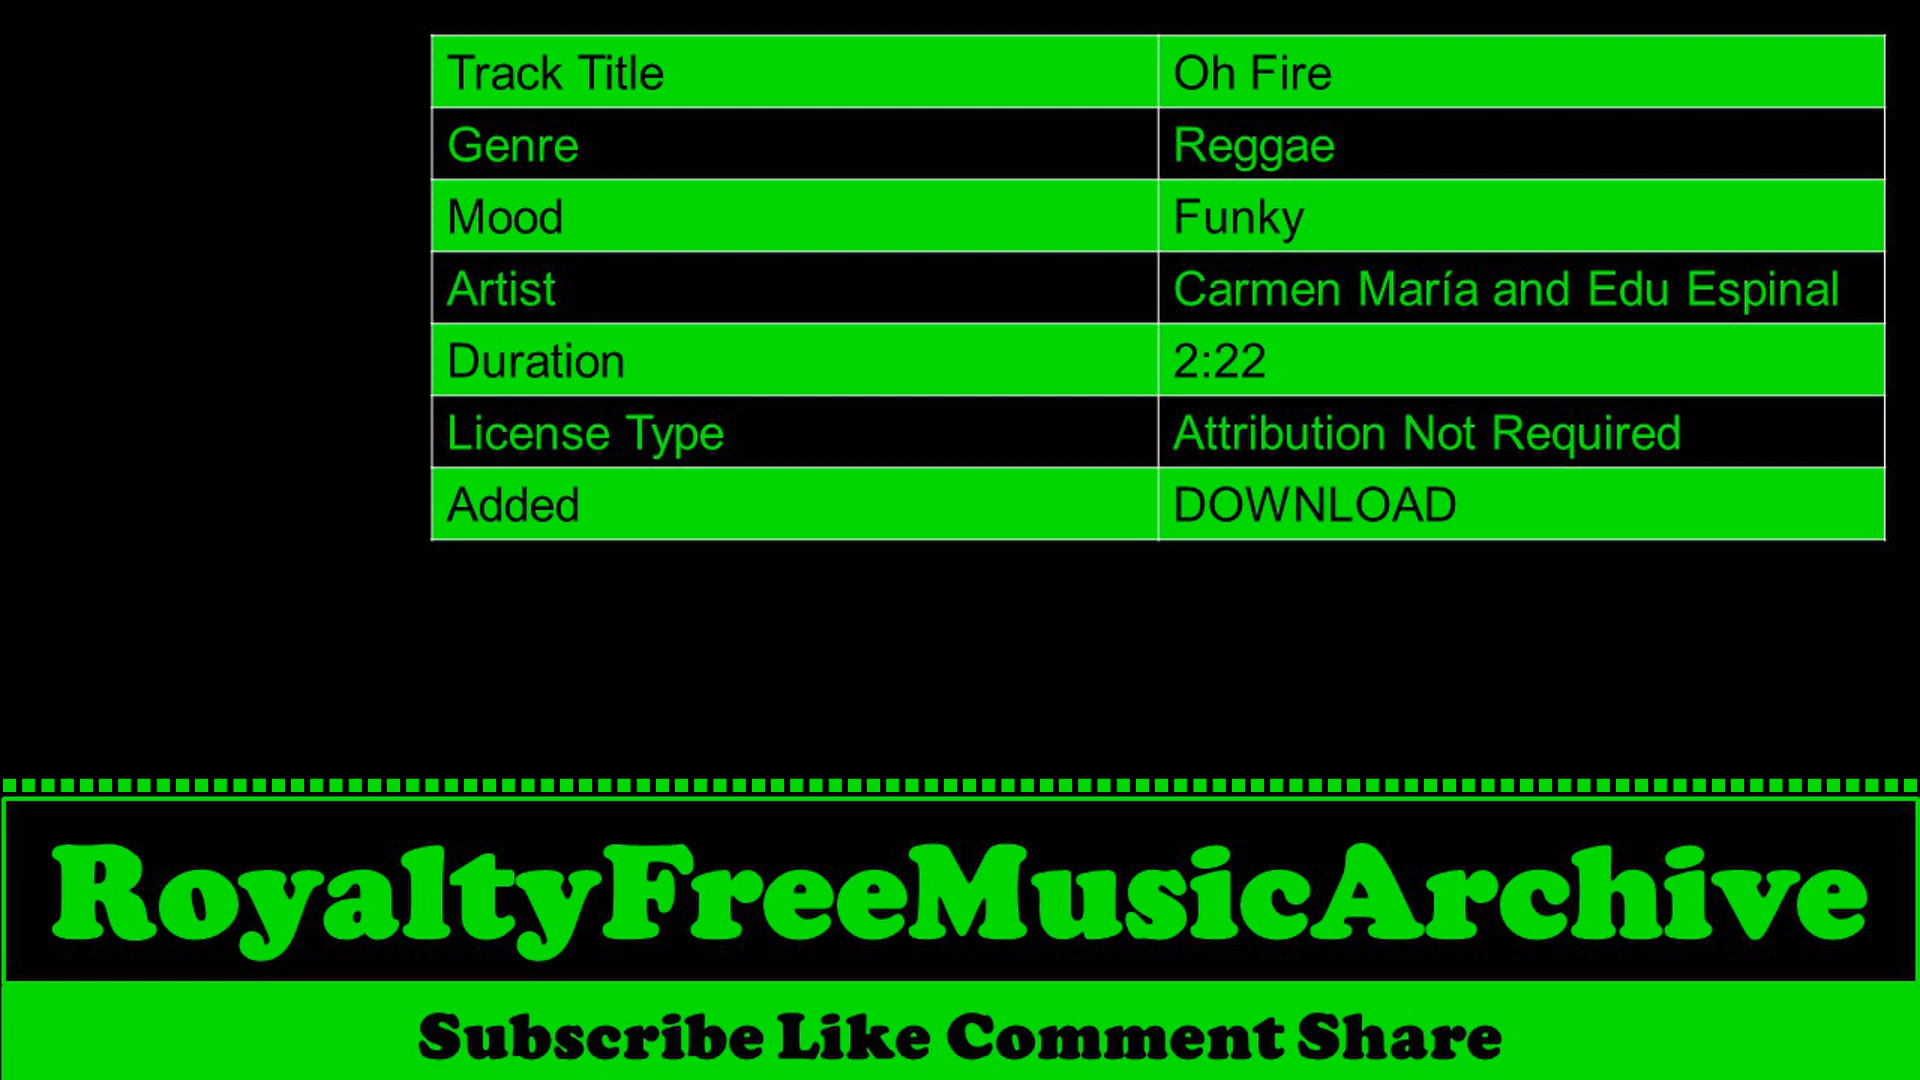 Track Title Oh Fire
Genre Reggae
Mood Funky
Artist Carmen María and Edu Espinal
Duration 2:22
License Type Attribution Not Required
Added DOWNLOAD
RoyaltyFreeMusicArchive
Subscribe Like Comment Share